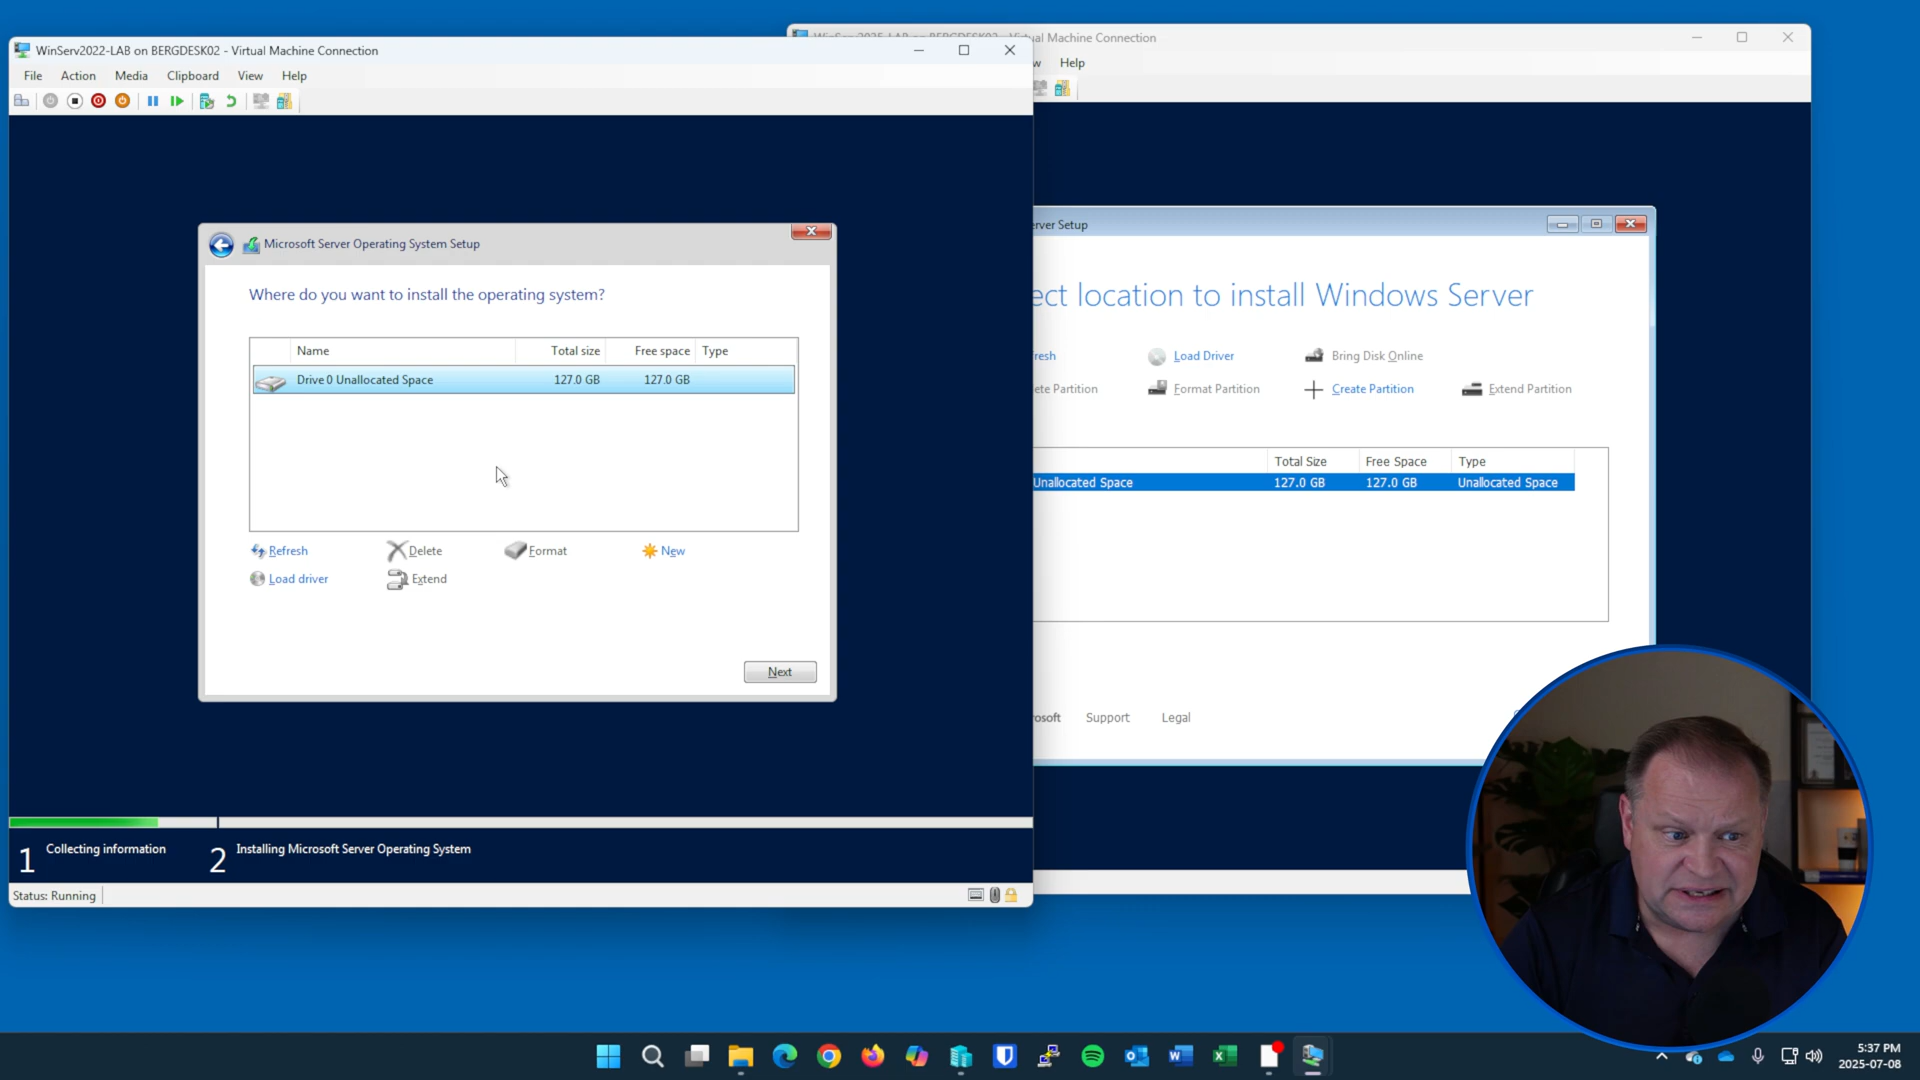 WinServ2022-LAB on BERGDESK02 - Virtual Machine Connection
File Action Media Clipboard View Help
Microsoft Server Operating System Setup
Where do you want to install the operating system?
Name Total size Free space Type
Drive 0 Unallocated Space 127.0 GB 127.0 GB
Refresh Delete Format New
Load driver Extend
Next
1 Collecting information 2 Installing Microsoft Server Operating System
Status: Running
Machine Connection
w Help
erver Setup
ect location to install Windows Server
resh Load Driver Bring Disk Online
ete Partition Format Partition Create Partition Extend Partition
Total Size Free Space Type
Unallocated Space 127.0 GB 127.0 GB Unallocated Space
osoft Support Legal
5:37 PM
2025-07-08